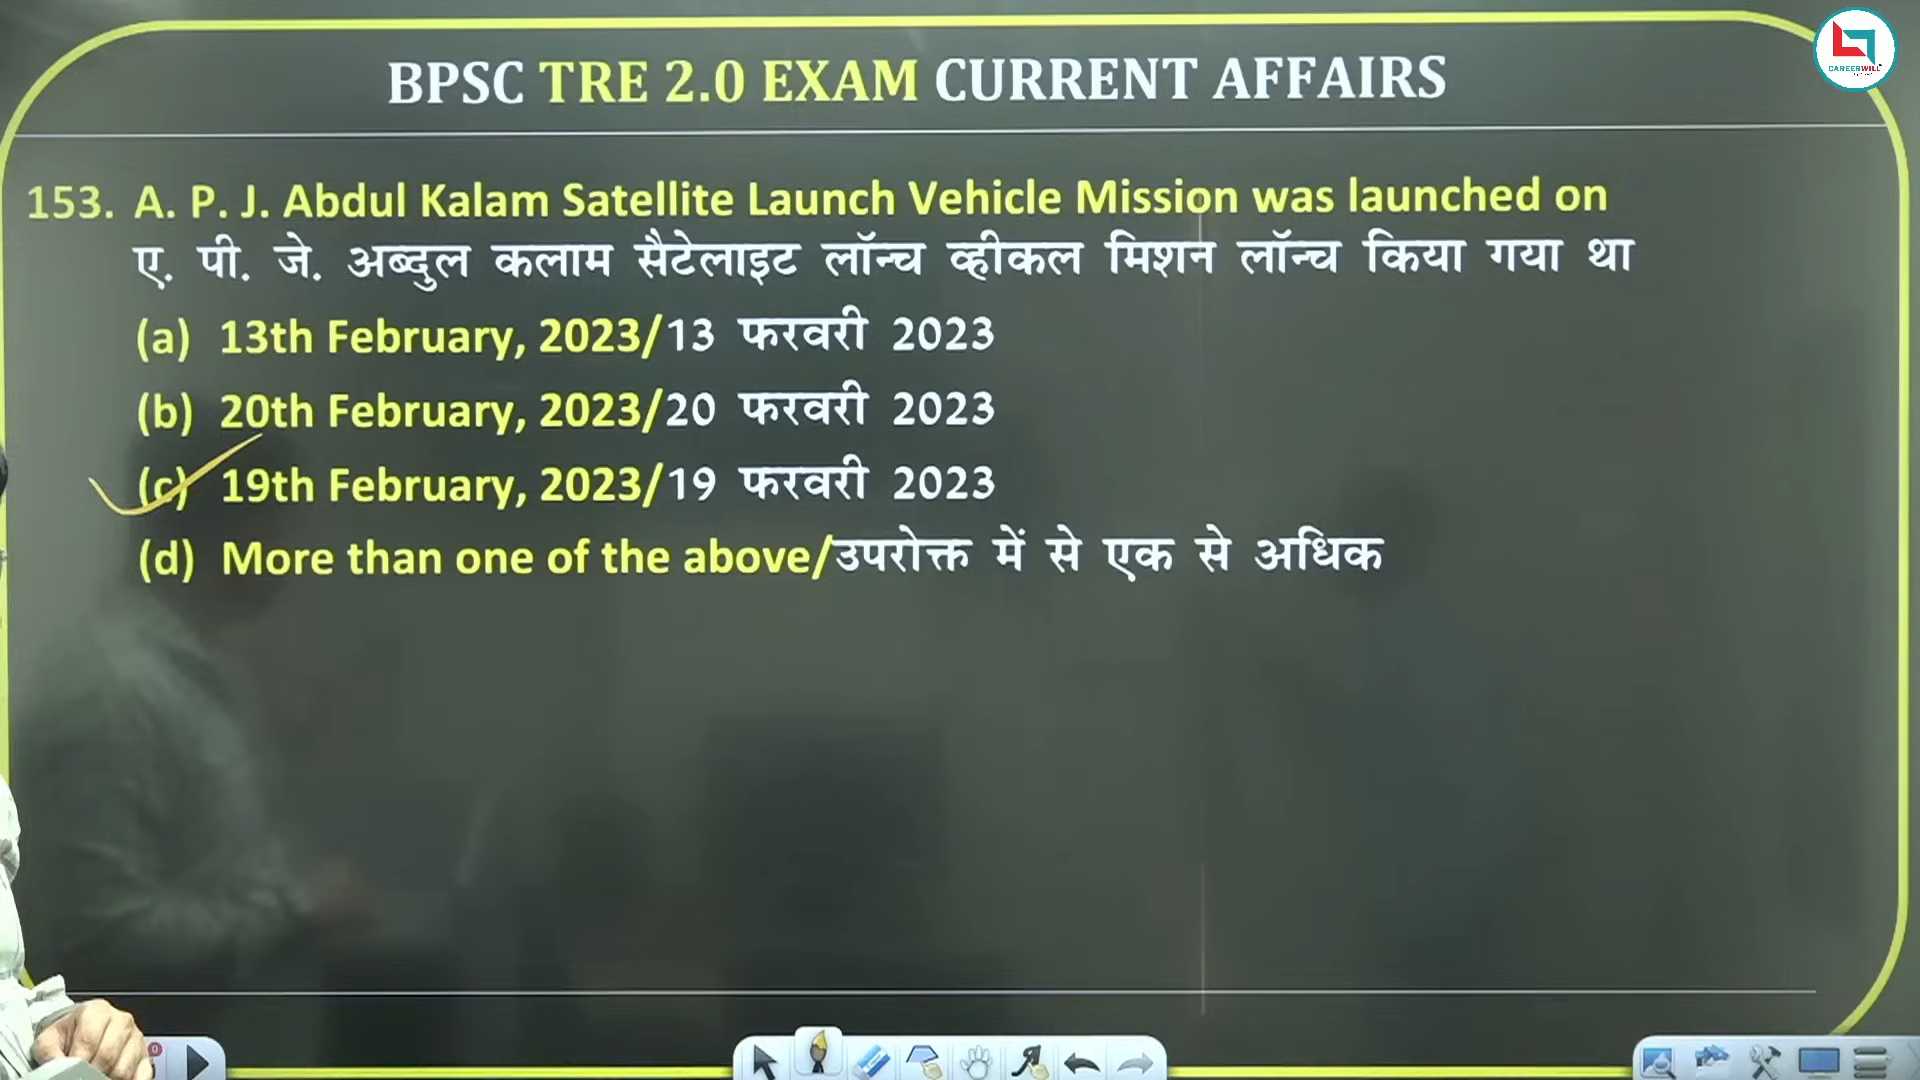 CAREERWILL
BPSC TRE 2.0 EXAM CURRENT AFFAIRS
153. A. P. J. Abdul Kalam Satellite Launch Vehicle Mission was launched on
ए. पी. जे. अब्दुल कलाम सैटेलाइट लॉन्च व्हीकल मिशन लॉन्च किया गया था
(a) 13th February, 2023/13 फरवरी 2023
(b) 20th February, 2023/20 फरवरी 2023
(c) 19th February, 2023/19 फरवरी 2023
(d) More than one of the above/उपरोक्त में से एक से अधिक